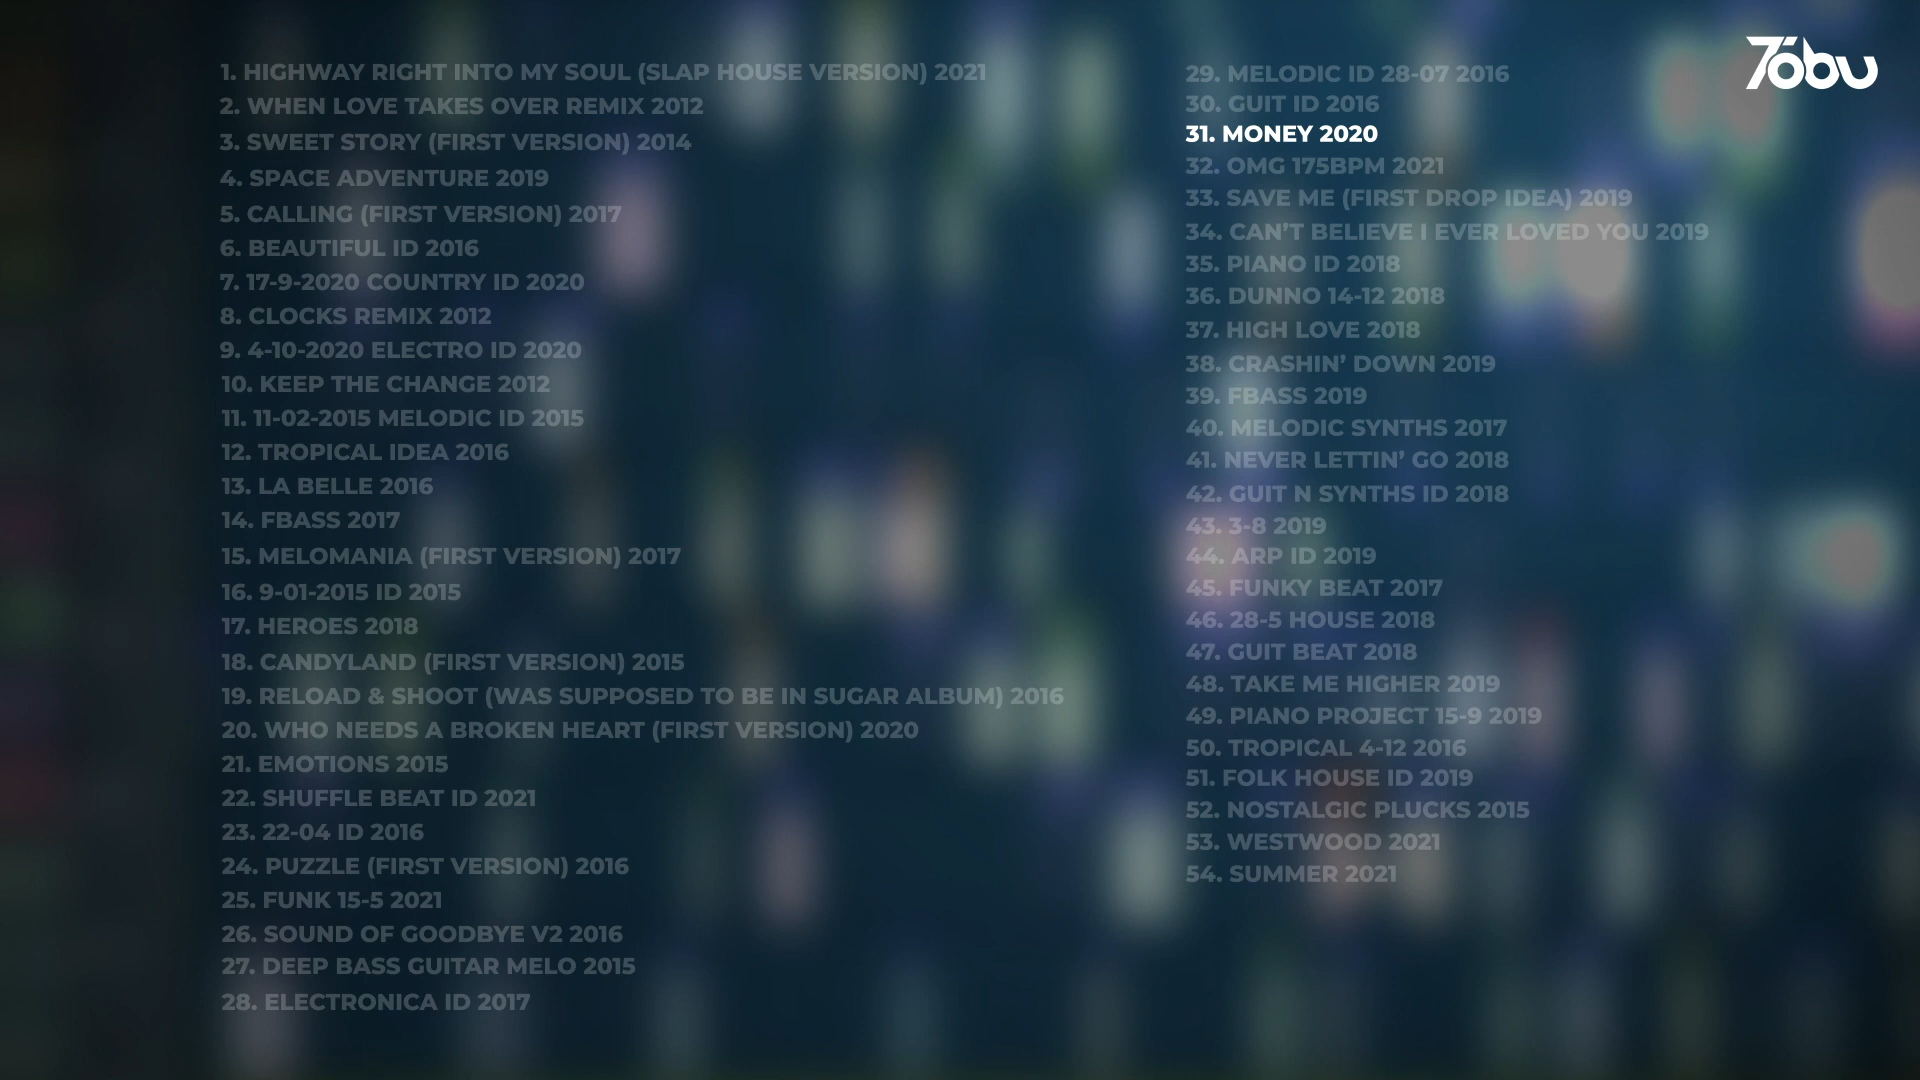 1. HIGHWAY RIGHT INTO MY SOUL (SLAP HOUSE VERSION) 2021
2. WHEN LOVE TAKES OVER REMIX 2012
3. SWEET STORY (FIRST VERSION) 2014
4. SPACE ADVENTURE 2019
5. CALLING (FIRST VERSION) 2017
6. BEAUTIFUL ID 2016
7. 17-9-2020 COUNTRY ID 2020
8. CLOCKS REMIX 2012
9. 4-10-2020 ELECTRO ID 2020
10. KEEP THE CHANGE 2012
11. 11-02-2015 MELODIC ID 2015
12. TROPICAL IDEA 2016
13. LA BELLE 2016
14. FBASS 2017
15. MELOMANIA (FIRST VERSION) 2017
16. 9-01-2015 ID 2015
17. HEROES 2018
18. CANDYLAND (FIRST VERSION) 2015
19. RELOAD & SHOOT (WAS SUPPOSED TO BE IN SUGAR ALBUM) 2016
20. WHO NEEDS A BROKEN HEART (FIRST VERSION) 2020
21. EMOTIONS 2015
22. SHUFFLE BEAT ID 2021
23. 22-04 ID 2016
24. PUZZLE (FIRST VERSION) 2016
25. FUNK 15-5 2021
26. SOUND OF GOODBYE V2 2016
27. DEEP BASS GUITAR MELO 2015
28. ELECTRONICA ID 2017
29. MELODIC ID 28-07 2016
30. GUIT ID 2016
31. MONEY 2020
32. OMG 175BPM 2021
33. SAVE ME (FIRST DROP IDEA) 2019
34. CAN'T BELIEVE I EVER LOVED YOU 2019
35. PIANO ID 2018
36. DUNNO 14-12 2018
37. HIGH LOVE 2018
38. CRASHIN' DOWN 2019
39. FBASS 2019
40. MELODIC SYNTHS 2017
41. NEVER LETTIN' GO 2018
42. GUIT N SYNTHS ID 2018
43. 3-8 2019
44. ARP ID 2019
45. FUNKY BEAT 2017
46. 28-5 HOUSE 2018
47. GUIT BEAT 2018
48. TAKE ME HIGHER 2019
49. PIANO PROJECT 15-9 2019
50. TROPICAL 4-12 2016
51. FOLK HOUSE ID 2019
52. NOSTALGIC PLUCKS 2015
53. WESTWOOD 2021
54. SUMMER 2021
Tobu